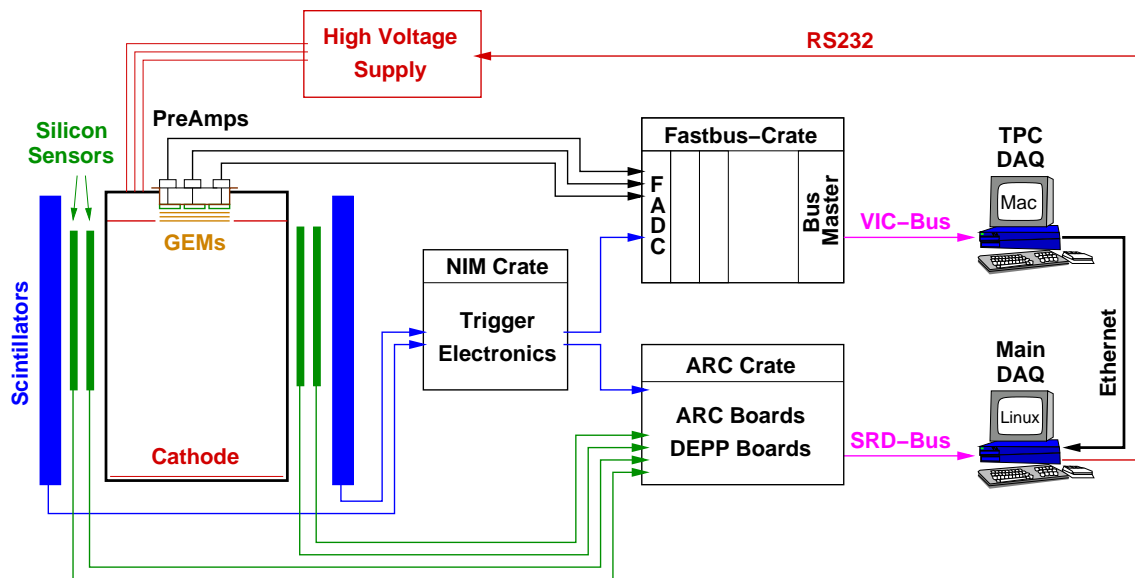 High Voltage
Supply
RS232
Silicon
Sensors
PreAmps
GEMs
Cathode
Scintillators
NIM Crate
Trigger
Electronics
Fastbus–Crate
FADC
Bus
Master
VIC–Bus
TPC
DAQ
Mac
Ethernet
ARC Crate
ARC Boards
DEPP Boards
SRD–Bus
Main
DAQ
Linux